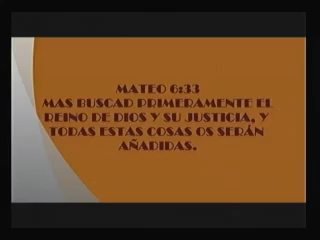 MATEO 6:33
MAS BUSCAD PRIMERAMENTE EL
REINO DE DIOS Y SU JUSTICIA, Y
TODAS ESTAS COSAS OS SERÁN
AÑADIDAS.